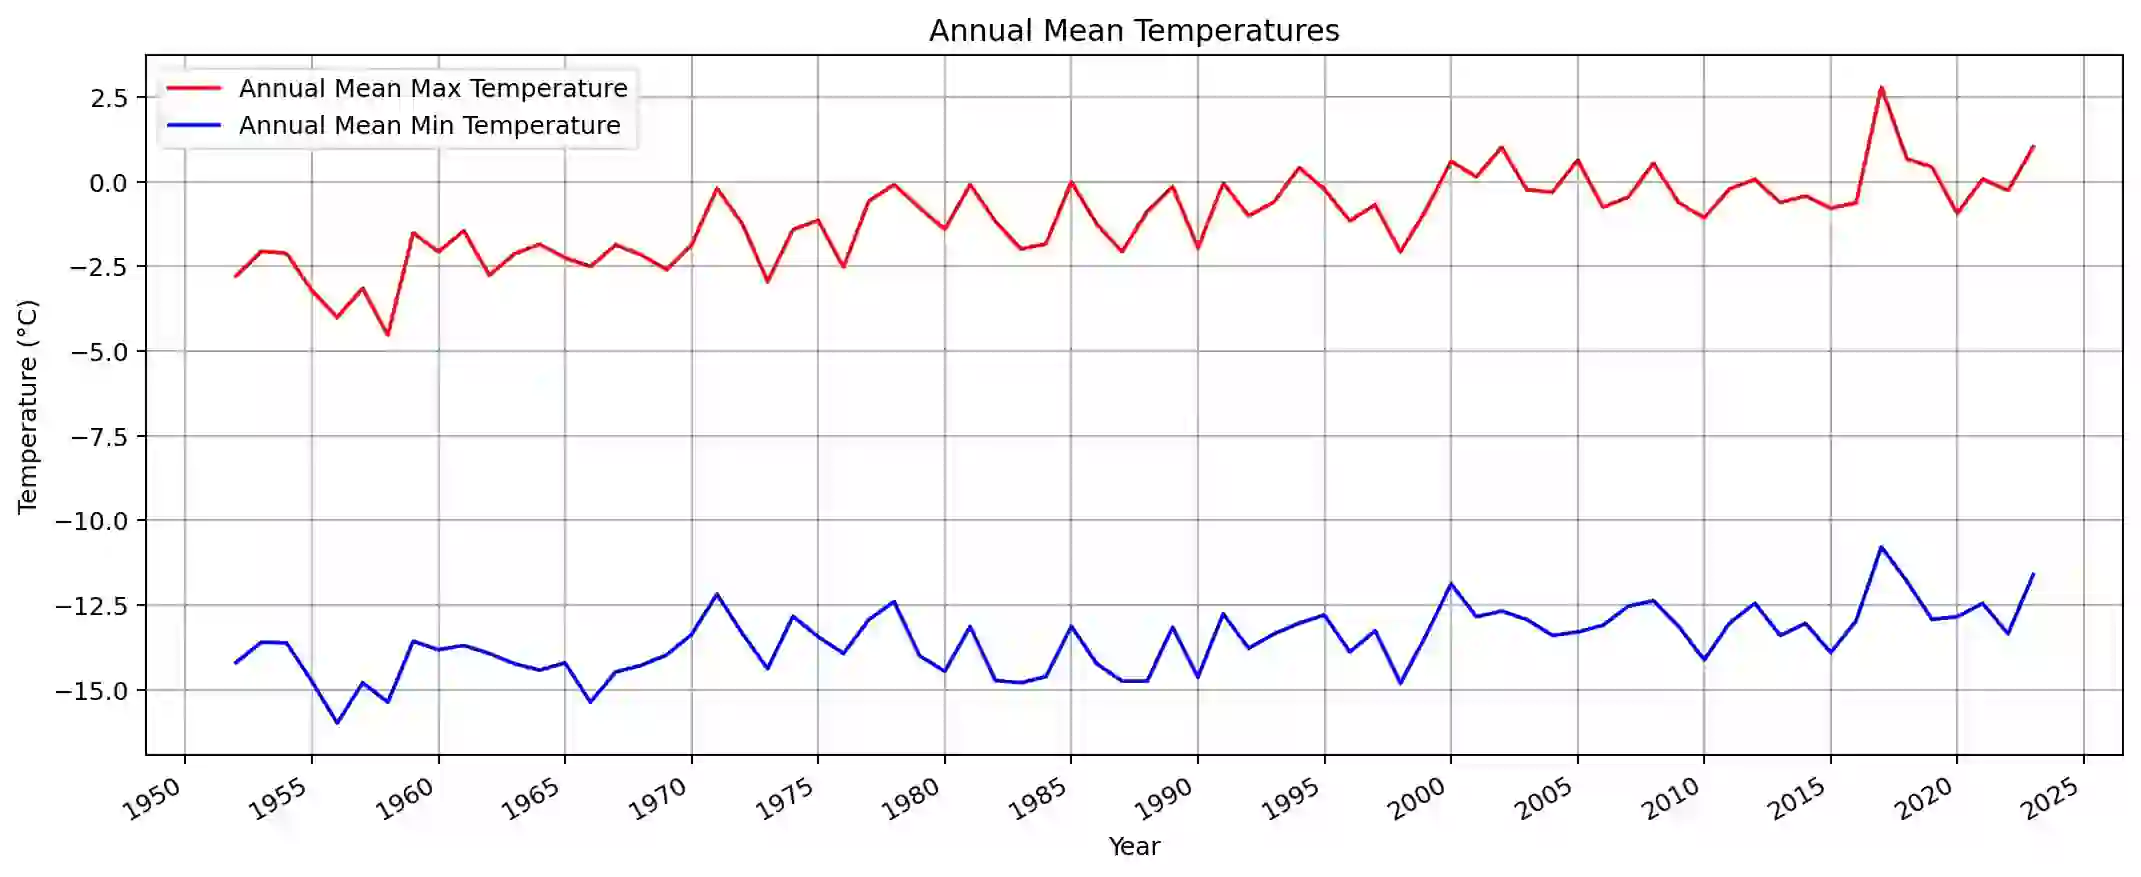 Annual Mean Temperatures
Annual Mean Max Temperature
Annual Mean Min Temperature
2.5
0.0
−2.5
−5.0
−7.5
−10.0
−12.5
−15.0
Temperature (°C)
1950 1955 1960 1965 1970 1975 1980 1985 1990 1995 2000 2005 2010 2015 2020 2025
Year